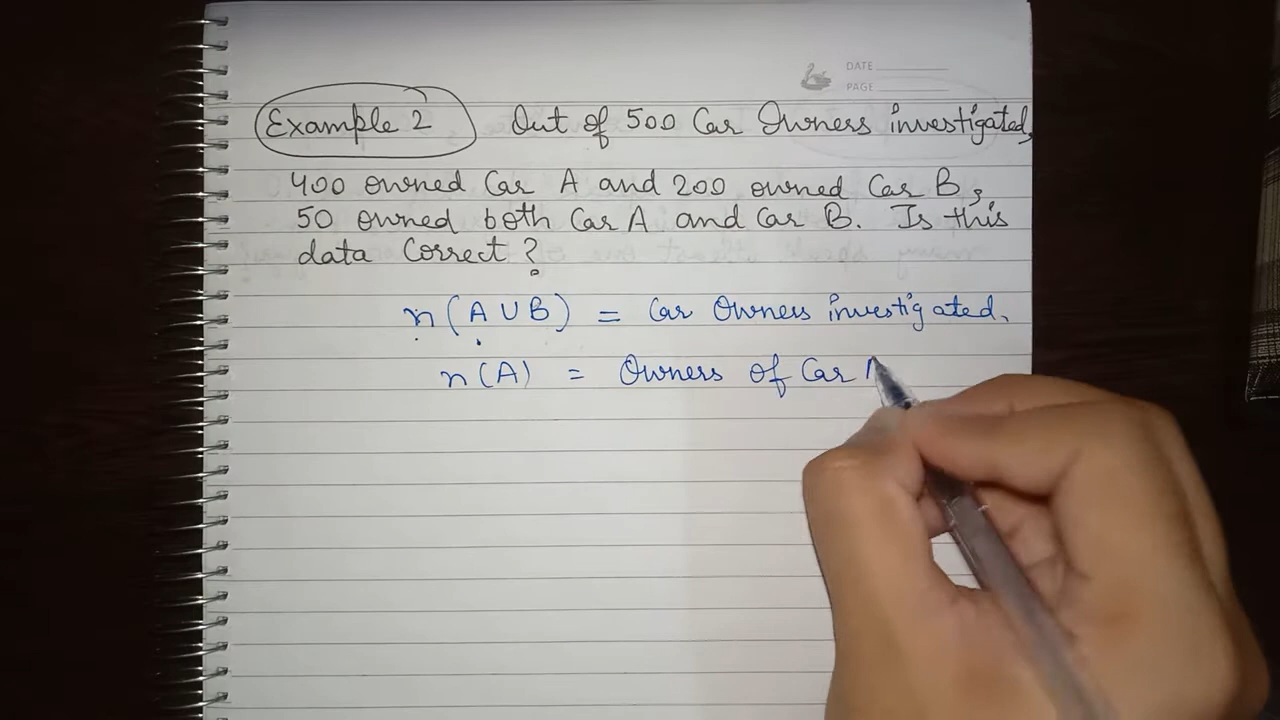 DATE
PAGE
Example 2 Out of 500 Car Owners investigated,
400 owned Car A and 200 owned Car B,
50 owned both Car A and Car B. Is this
data Correct?
n(A∪B) = Car Owners investigated.
n(A) = Owners of Car